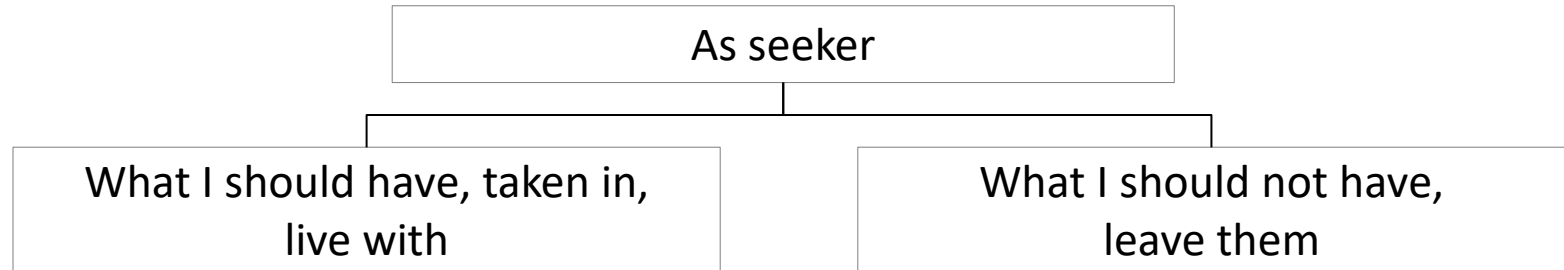 As seeker
What I should have, taken in,
live with
What I should not have,
leave them